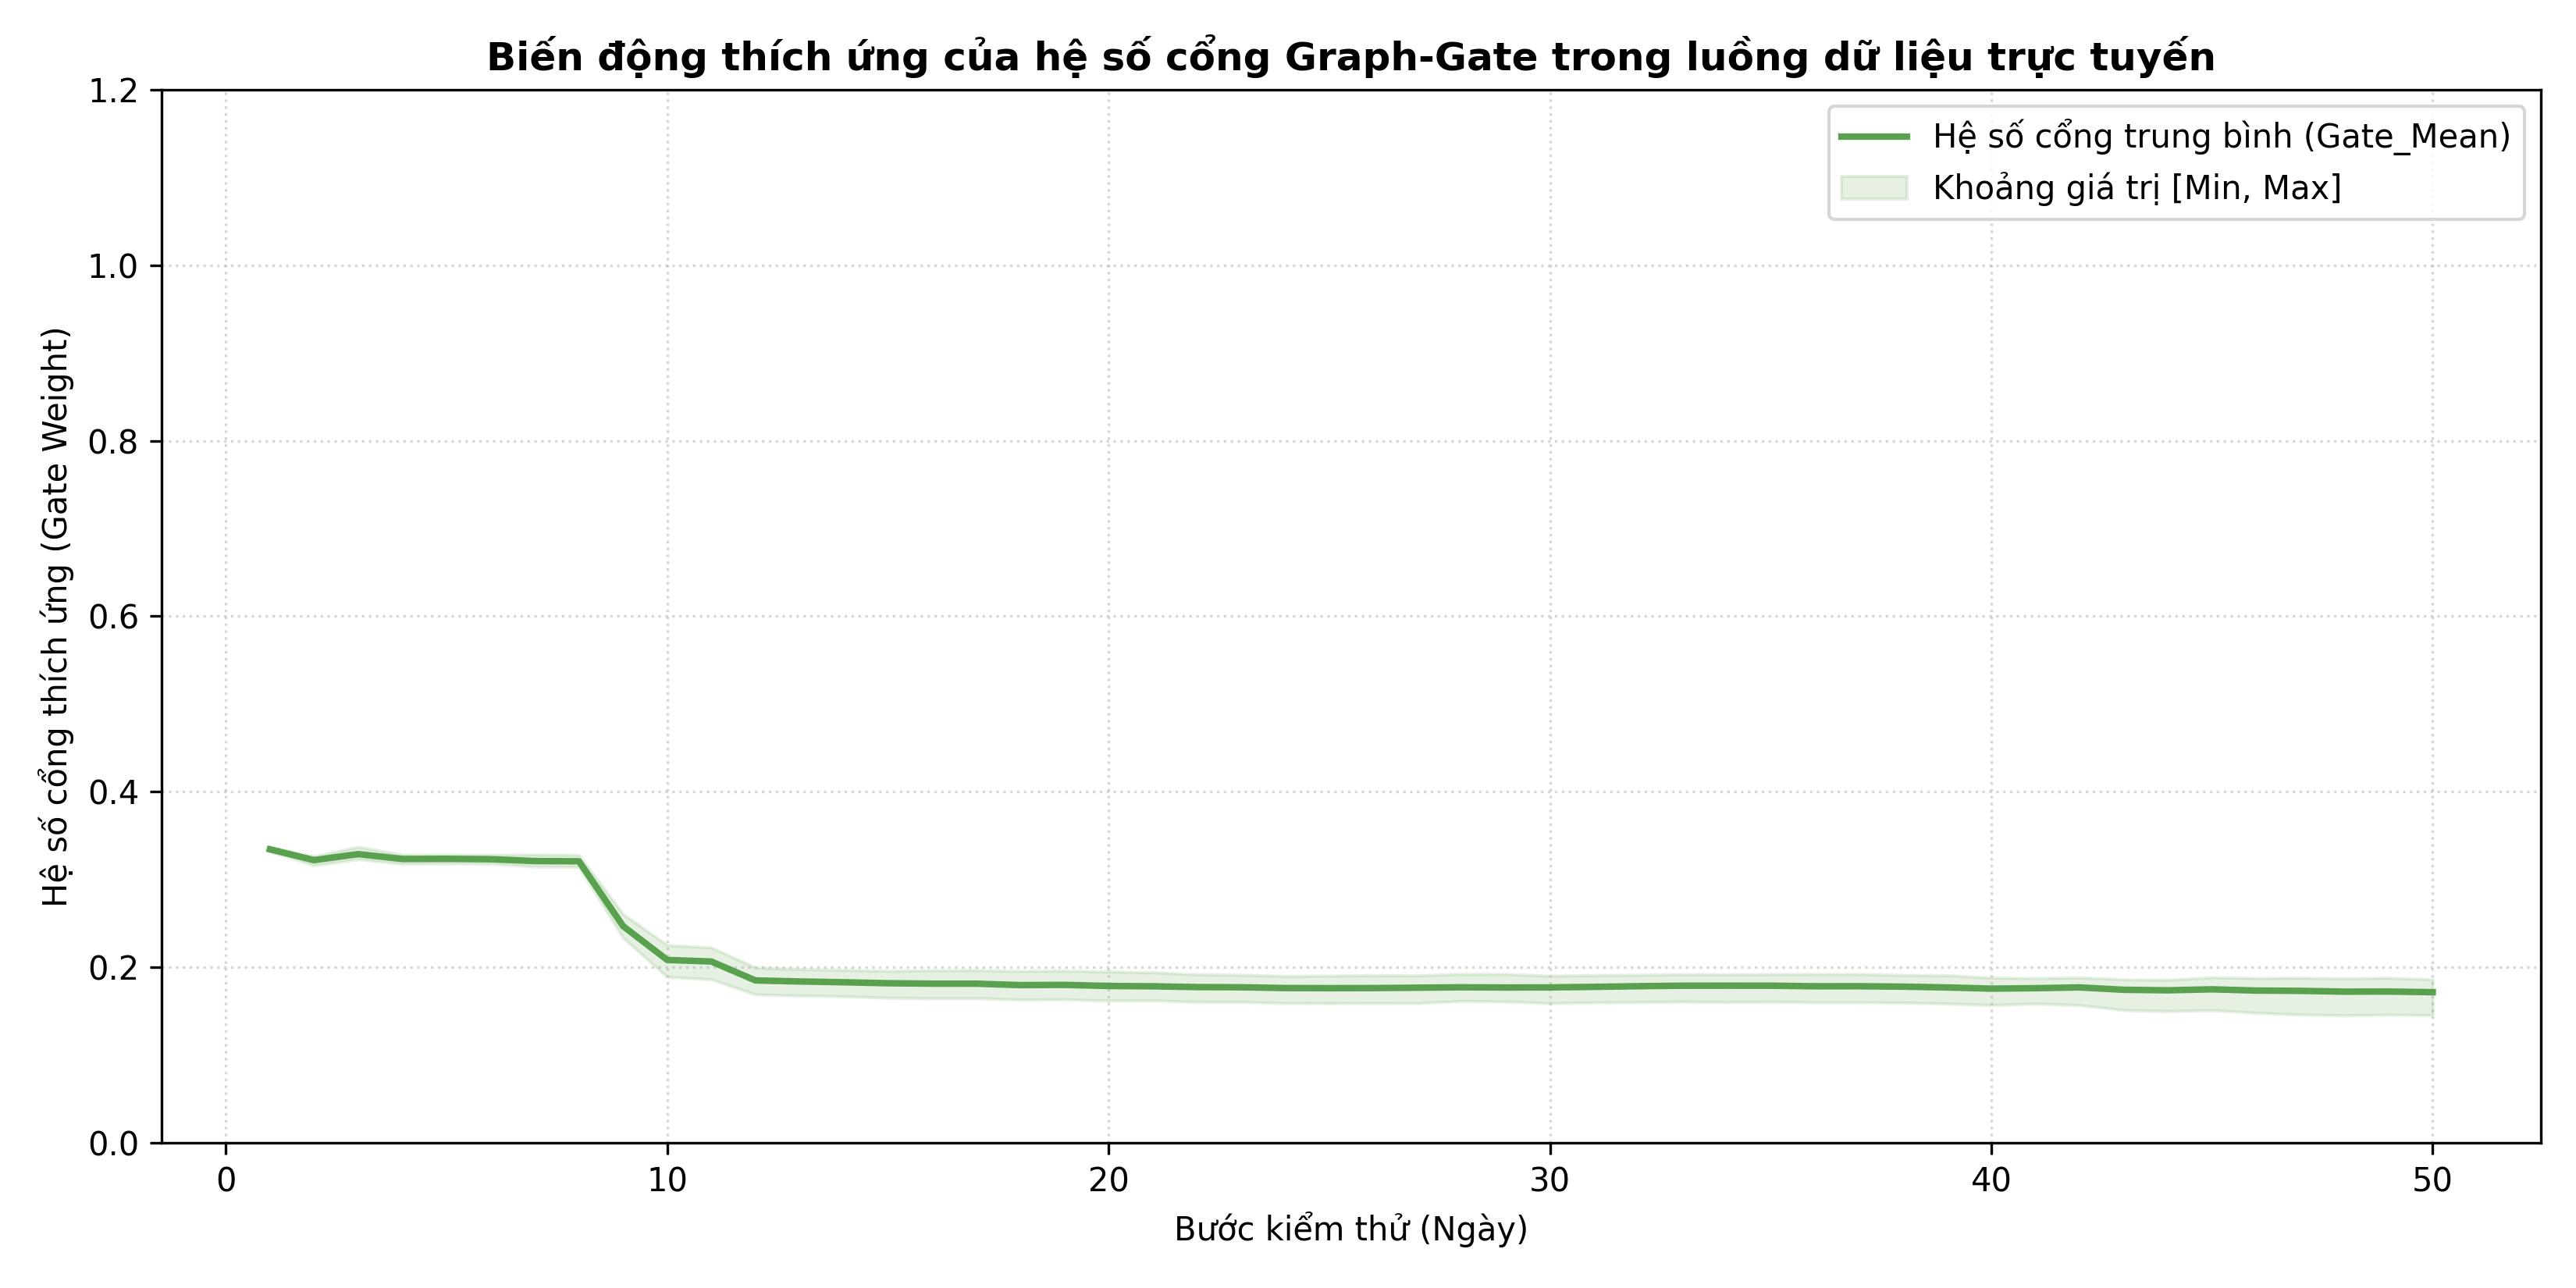 Biến động thích ứng của hệ số cổng Graph-Gate trong luồng dữ liệu trực tuyến
Hệ số cổng thích ứng (Gate Weight)
1.2
1.0
0.8
0.6
0.4
0.2
0.0
Hệ số cổng trung bình (Gate_Mean)
Khoảng giá trị [Min, Max]
0 10 20 30 40 50
Bước kiểm thử (Ngày)